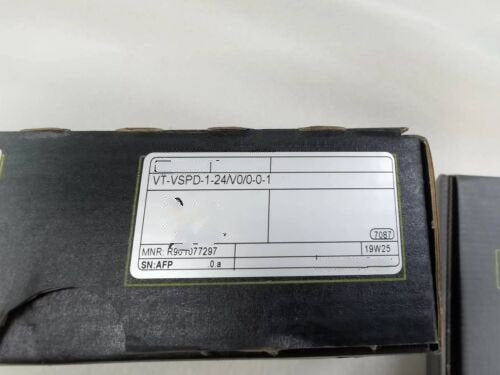 VT-VSPD-1-24/V0/0-0-1
7087
MNR: R901077297 19W25
SN:AFP .0.a